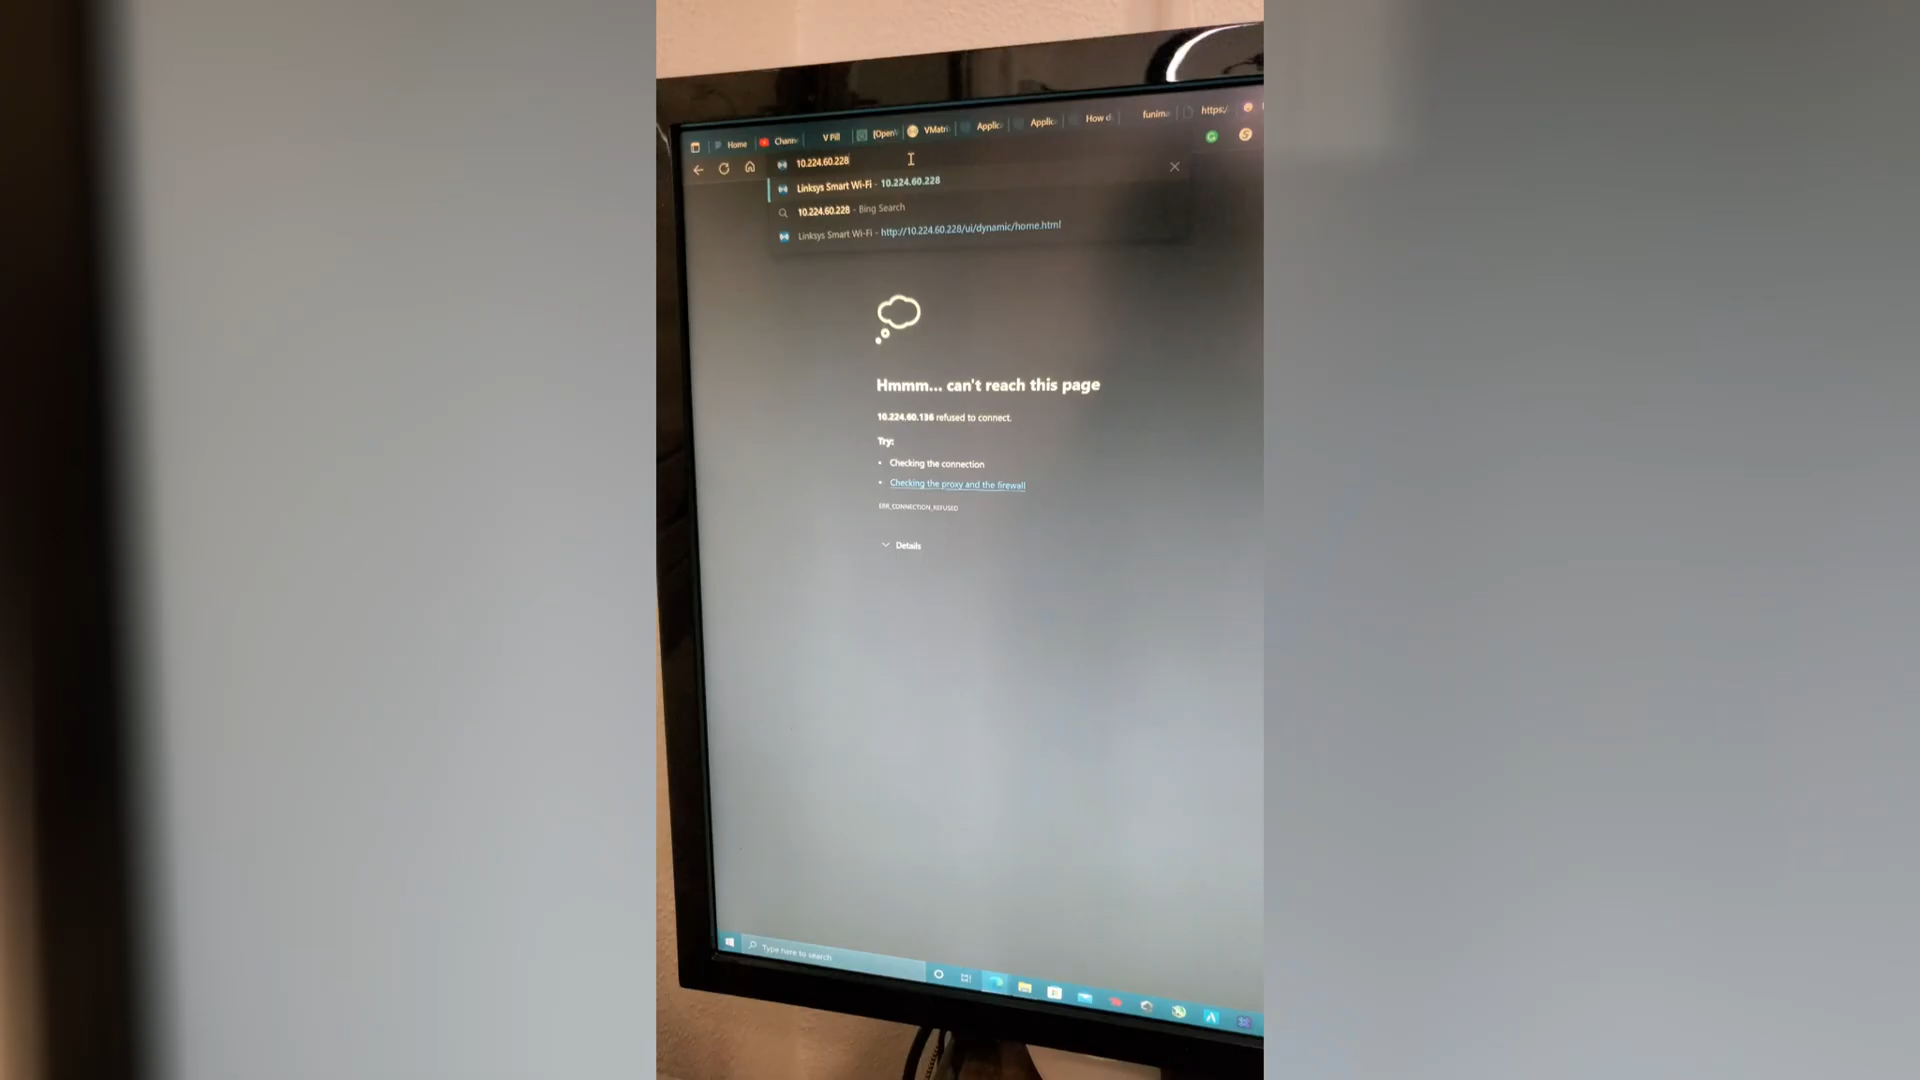 Home
Chann
V Pill
[OpenV
VMatri
Applic
Applic
How d
funima
https:/
10.224.60.228
Linksys Smart Wi-Fi - 10.224.60.228
10.224.60.228 - Bing Search
Linksys Smart Wi-Fi - http://10.224.60.228/ui/dynamic/home.html
Hmmm... can't reach this page
10.224.60.136 refused to connect.
Try:
• Checking the connection
• Checking the proxy and the firewall
ERR_CONNECTION_REFUSED
Details
Type here to search